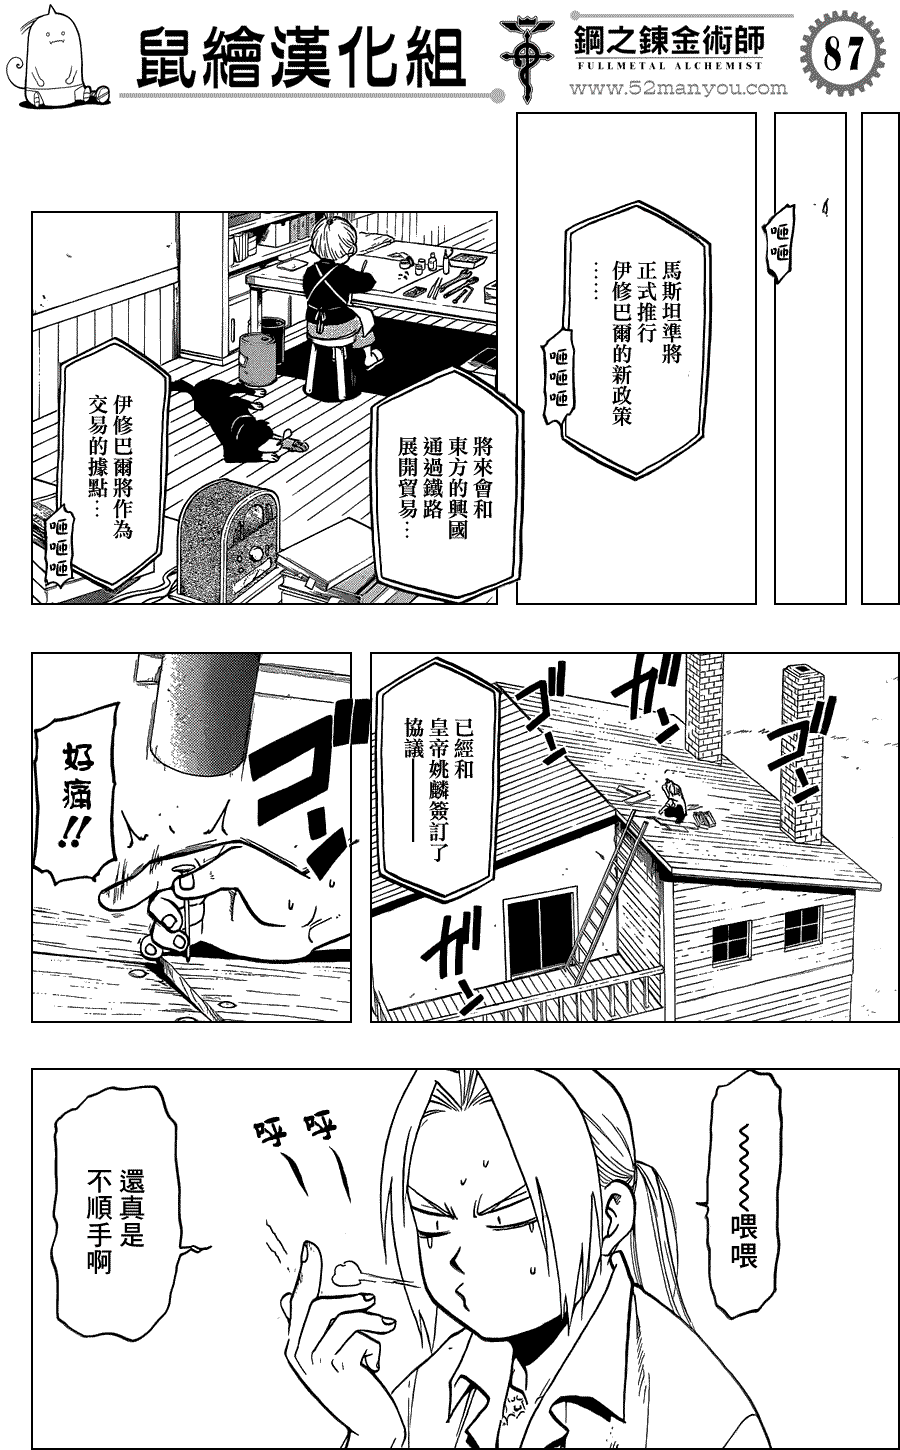 鼠繪漢化組
鋼之鍊金術師
FULLMETAL ALCHEMIST
www.52manyou.com
87
咂咂
馬斯坦準將
正式推行
伊修巴爾的新政策
……
咂咂咂
將來會和
東方的興國
通過鐵路
展開貿易…
伊修巴爾將作為
交易的據點…
咂咂咂
已經和
皇帝姚麟簽訂了
協議——
ガン
ガン
ガン
ガン
ゴン
好痛!!
喂喂
呼呼
還真是
不順手啊